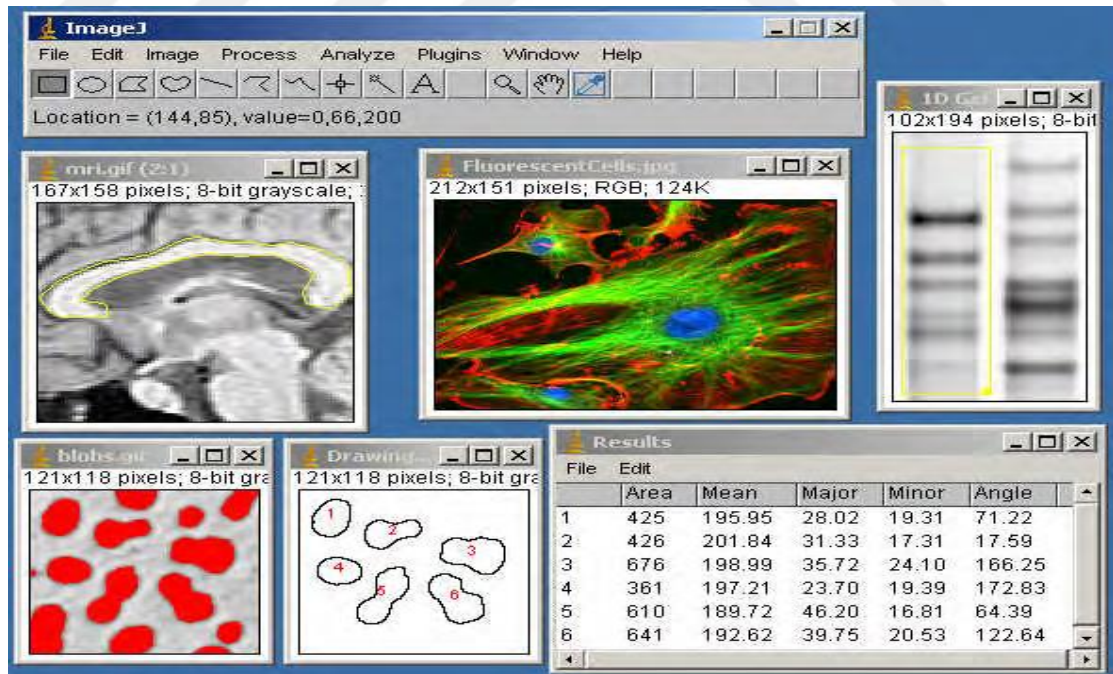 ImageJ
File Edit Image Process Analyze Plugins Window Help
A
Location = (144,85), value=0,66,200
1D Gel
102x194 pixels; 8-bit
mri.gif (2:1)
167x158 pixels; 8-bit grayscale;
FluorescentCells.jpg
212x151 pixels; RGB; 124K
blobs.gif
121x118 pixels; 8-bit gra
Drawing...
121x118 pixels; 8-bit gra
1
2
3
4
5
6
Results
File Edit
Area Mean Major Minor Angle
1 425 195.95 28.02 19.31 71.22
2 426 201.84 31.33 17.31 17.59
3 676 198.99 35.72 24.10 166.25
4 361 197.21 23.70 19.39 172.83
5 610 189.72 46.20 16.81 64.39
6 641 192.62 39.75 20.53 122.64